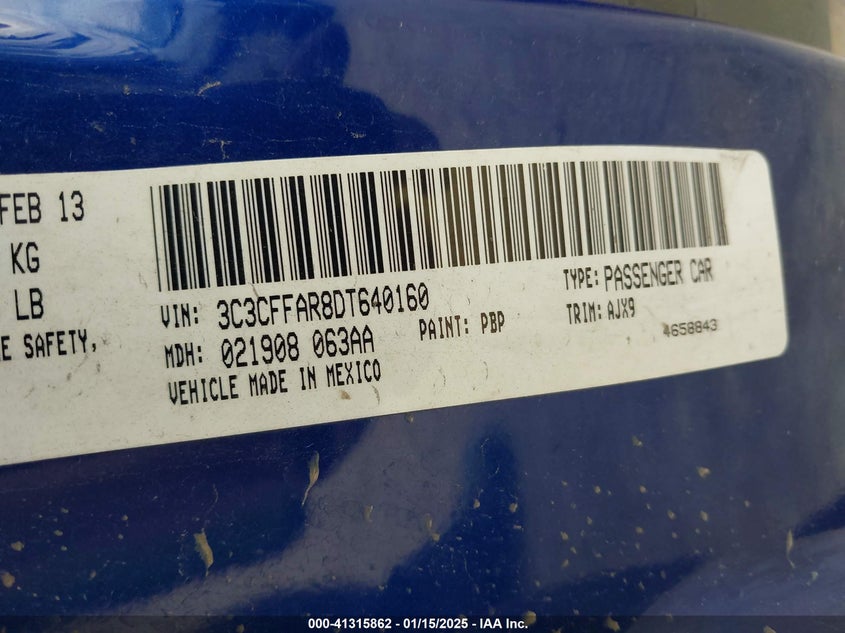 FEB 13
KG
LB
E SAFETY,
VIN: 3C3CFFAR8DT640160
TYPE: PASSENGER CAR
MDH: 021908 063AA
PAINT: PBP
TRIM: AJX9
VEHICLE MADE IN MEXICO
4658843
000-41315862 - 01/15/2025 - IAA Inc.